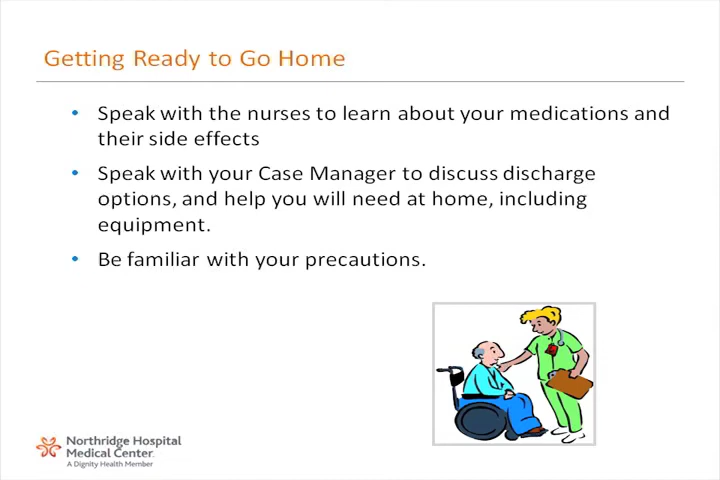 Getting Ready to Go Home
• Speak with the nurses to learn about your medications and
their side effects
• Speak with your Case Manager to discuss discharge
options, and help you will need at home, including
equipment.
• Be familiar with your precautions.
Northridge Hospital
Medical Center.
A Dignity Health Member